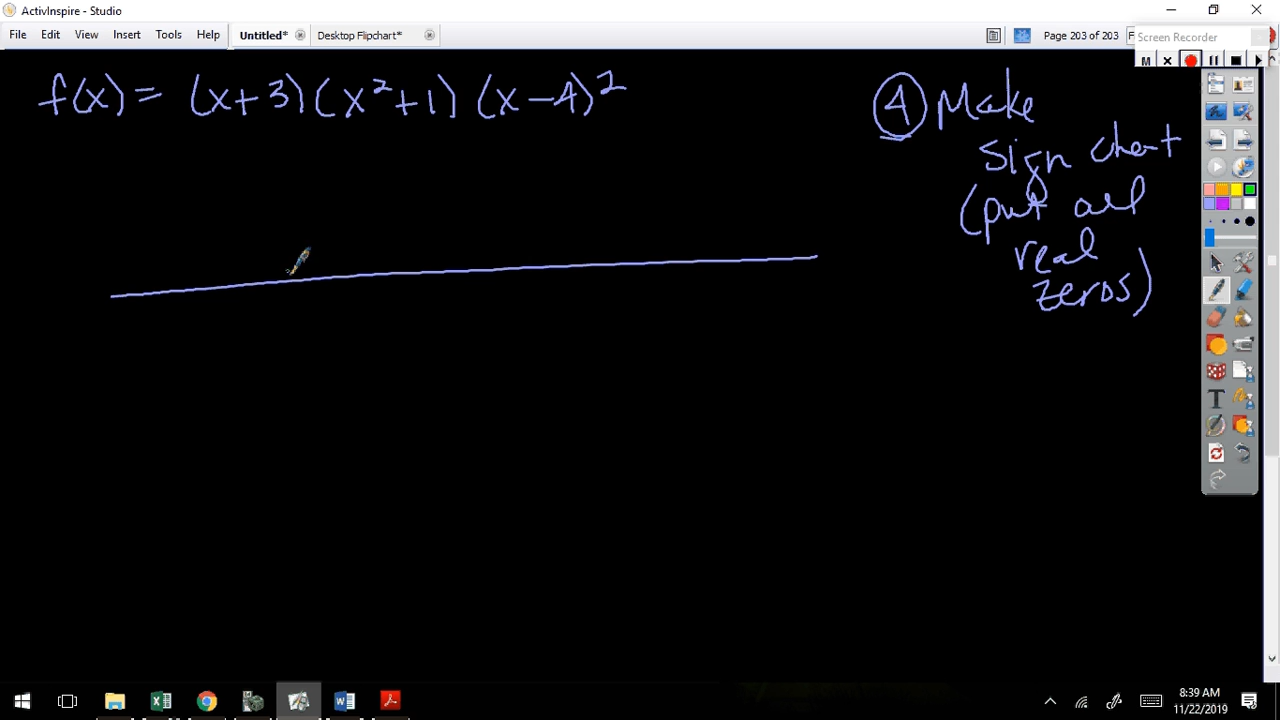 ActivInspire - Studio
File Edit View Insert Tools Help Untitled* Desktop Flipchart* Page 203 of 203 F
Screen Recorder
M
f(x) = (x+3)(x²+1)(x-4)²
④ Make
sign chart
(put all
real
zeros)
T
8:39 AM
11/22/2019